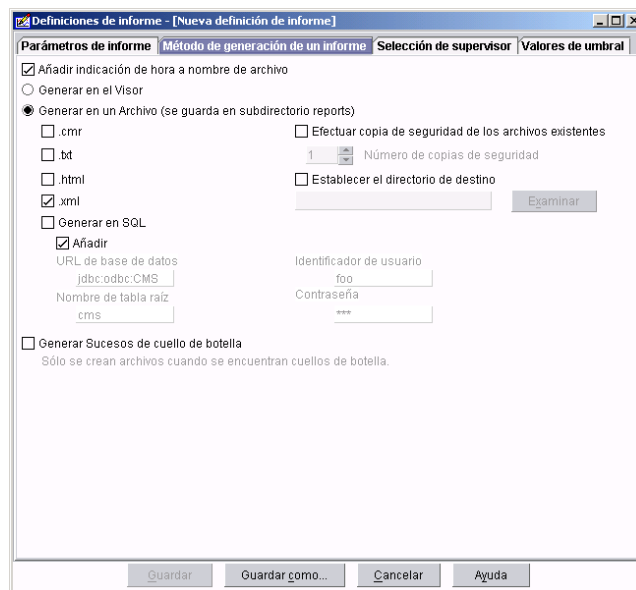 Definiciones de informe - [Nueva definición de informe]
Parámetros de informe Método de generación de un informe Selección de supervisor Valores de umbral
Añadir indicación de hora a nombre de archivo
Generar en el Visor
Generar en un Archivo (se guarda en subdirectorio reports)
.cmr Efectuar copia de seguridad de los archivos existentes
.txt 1 Número de copias de seguridad
.html Establecer el directorio de destino
.xml Examinar
Generar en SQL
Añadir
URL de base de datos Identificador de usuario
jdbc:odbc:CMS foo
Nombre de tabla raíz Contraseña
cms ***
Generar Sucesos de cuello de botella
Sólo se crean archivos cuando se encuentran cuellos de botella.
Guardar Guardar como... Cancelar Ayuda